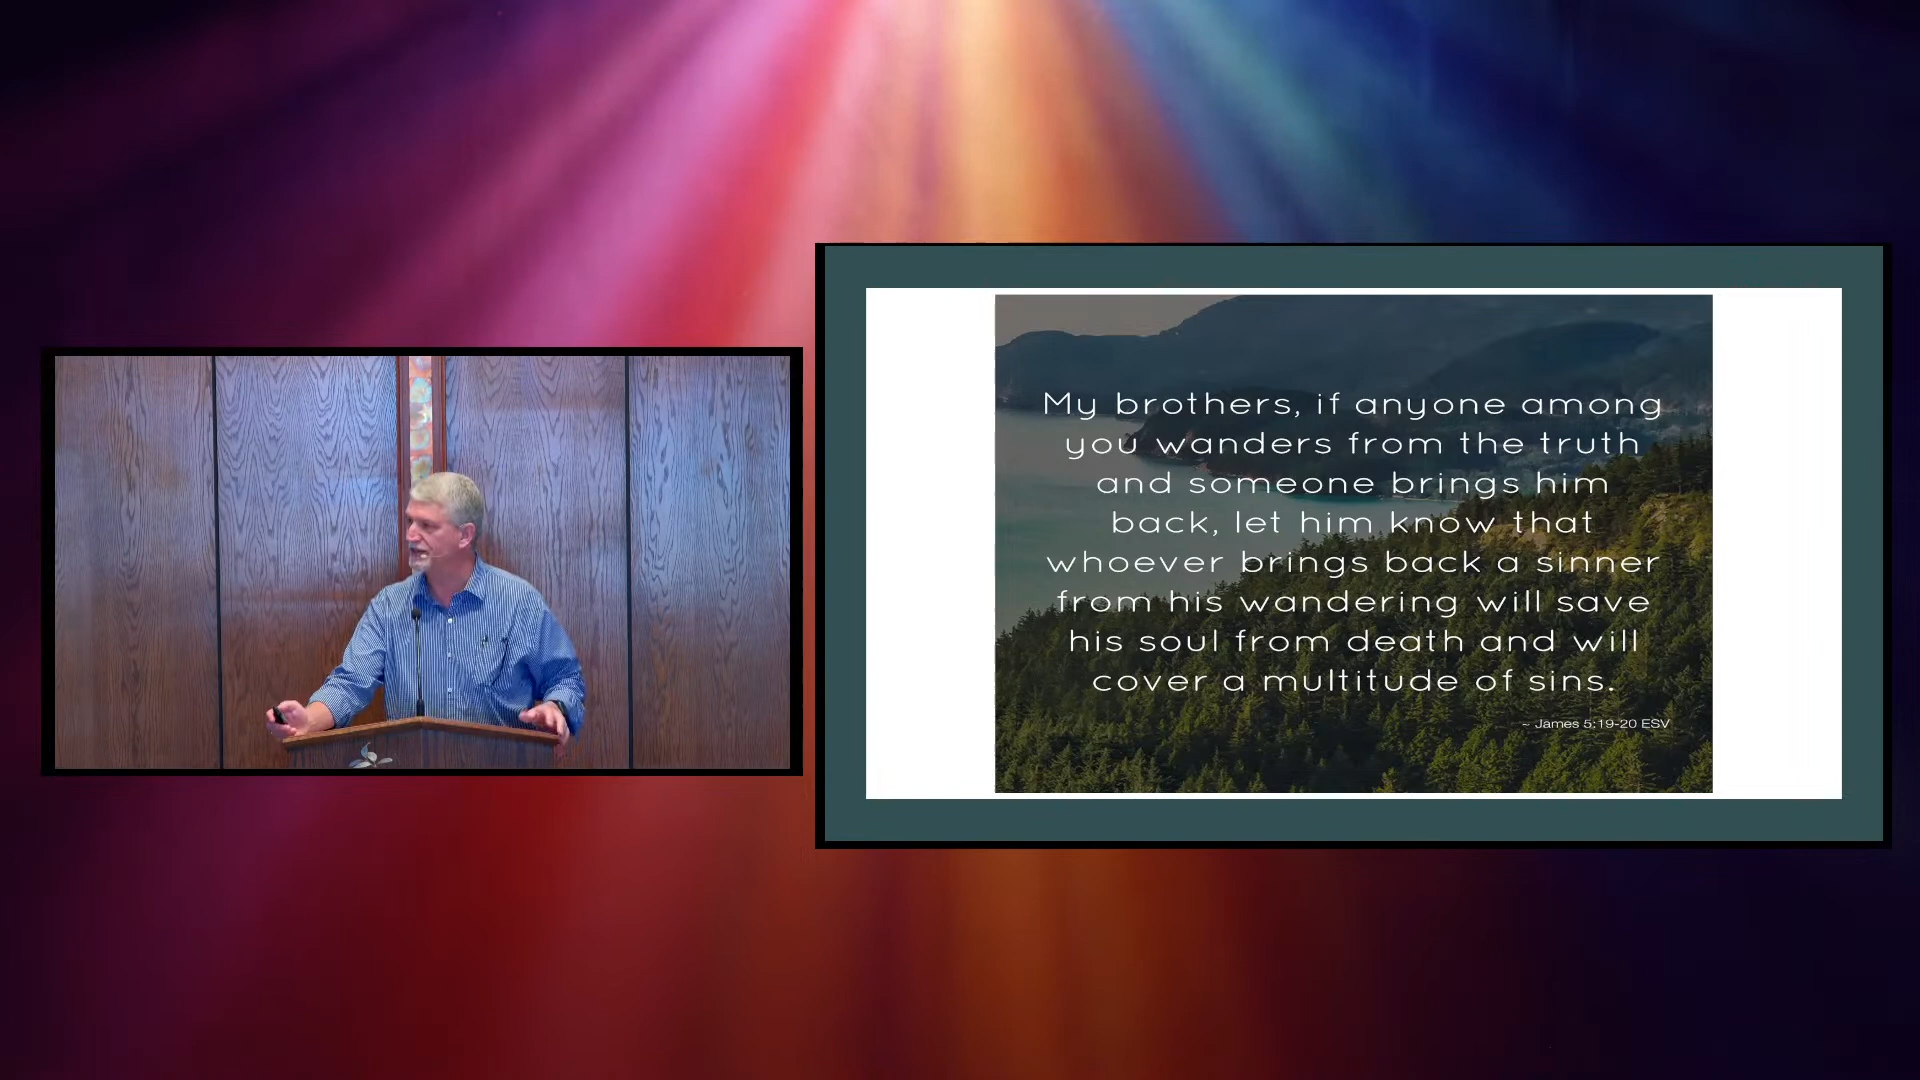 My brothers, if anyone among
you wanders from the truth
and someone brings him
back, let him know that
whoever brings back a sinner
from his wandering will save
his soul from death and will
cover a multitude of sins.
~ James 5:19-20 ESV